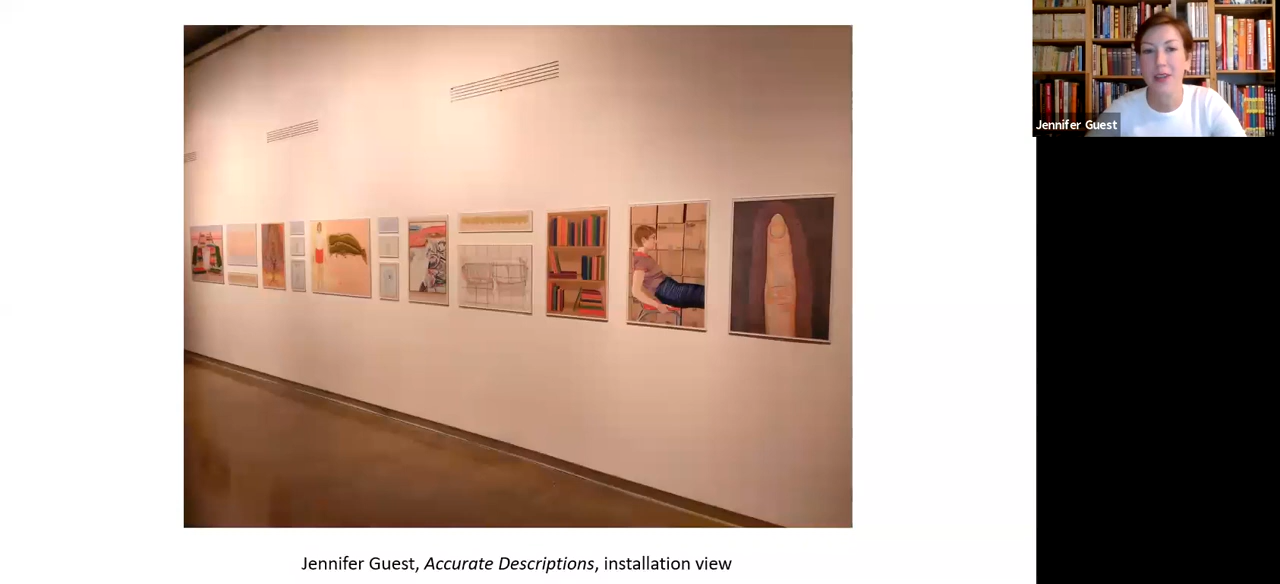 Jennifer Guest
Jennifer Guest, Accurate Descriptions, installation view